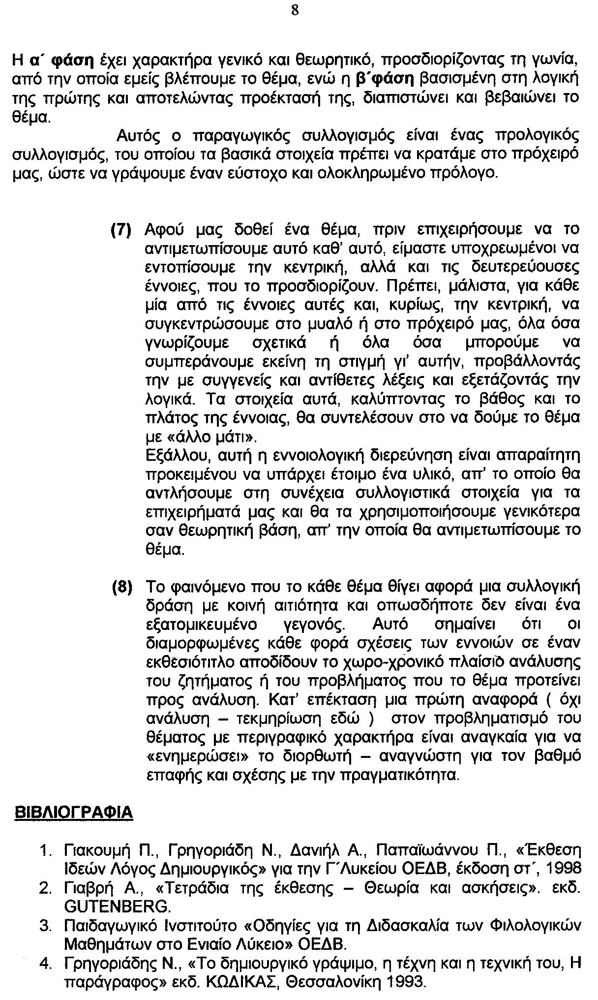 8
Η α΄ φάση έχει χαρακτήρα γενικό και θεωρητικό, προσδιορίζοντας τη γωνία,
από την οποία εμείς βλέπουμε το θέμα, ενώ η β΄φάση βασισμένη στη λογική
της πρώτης και αποτελώντας προέκτασή της, διαπιστώνει και βεβαιώνει το
θέμα.
Αυτός ο παραγωγικός συλλογισμός είναι ένας προλογικός
συλλογισμός, του οποίου τα βασικά στοιχεία πρέπει να κρατάμε στο πρόχειρό
μας, ώστε να γράψουμε έναν εύστοχο και ολοκληρωμένο πρόλογο.
(7) Αφού μας δοθεί ένα θέμα, πριν επιχειρήσουμε να το
αντιμετωπίσουμε αυτό καθ’ αυτό, είμαστε υποχρεωμένοι να
εντοπίσουμε την κεντρική, αλλά και τις δευτερεύουσες
έννοιες, που το προσδιορίζουν. Πρέπει, μάλιστα, για κάθε
μία από τις έννοιες αυτές και, κυρίως, την κεντρική, να
συγκεντρώσουμε στο μυαλό ή στο πρόχειρό μας, όλα όσα
γνωρίζουμε σχετικά ή όλα όσα μπορούμε να
συμπεράνουμε εκείνη τη στιγμή γι’ αυτήν, προβάλλοντάς
την με συγγενείς και αντίθετες λέξεις και εξετάζοντάς την
λογικά. Τα στοιχεία αυτά, καλύπτοντας το βάθος και το
πλάτος της έννοιας, θα συντελέσουν στο να δούμε το θέμα
με «άλλο μάτι».
Εξάλλου, αυτή η εννοιολογική διερεύνηση είναι απαραίτητη
προκειμένου να υπάρχει έτοιμο ένα υλικό, απ’ το οποίο θα
αντλήσουμε στη συνέχεια συλλογιστικά στοιχεία για τα
επιχειρήματά μας και θα τα χρησιμοποιήσουμε γενικότερα
σαν θεωρητική βάση, απ’ την οποία θα αντιμετωπίσουμε το
θέμα.
(8) Το φαινόμενο που το κάθε θέμα θίγει αφορά μια συλλογική
δράση με κοινή αιτιότητα και οπωσδήποτε δεν είναι ένα
εξατομικευμένο γεγονός. Αυτό σημαίνει ότι οι
διαμορφωμένες κάθε φορά σχέσεις των εννοιών σε έναν
εκθεσιότιτλο αποδίδουν το χωρο-χρονικό πλαίσιο ανάλυσης
του ζητήματος ή του προβλήματος που το θέμα προτείνει
προς ανάλυση. Κατ’ επέκταση μια πρώτη αναφορά ( όχι
ανάλυση – τεκμηρίωση εδώ ) στον προβληματισμό του
θέματος με περιγραφικό χαρακτήρα είναι αναγκαία για να
«ενημερώσει» το διορθωτή – αναγνώστη για τον βαθμό
επαφής και σχέσης με την πραγματικότητα.
ΒΙΒΛΙΟΓΡΑΦΙΑ
1. Γιακουμή Π., Γρηγοριάδη Ν., Δανιήλ Α., Παπαϊωάννου Π., «Έκθεση
Ιδεών Λόγος Δημιουργικός» για την Γ΄Λυκείου ΟΕΔΒ, έκδοση στ΄, 1998
2. Γιαβρή Α., «Τετράδια της έκθεσης – Θεωρία και ασκήσεις». εκδ.
GUTENBERG.
3. Παιδαγωγικό Ινστιτούτο «Οδηγίες για τη Διδασκαλία των Φιλολογικών
Μαθημάτων στο Ενιαίο Λύκειο» ΟΕΔΒ.
4. Γρηγοριάδης Ν., «Το δημιουργικό γράψιμο, η τέχνη και η τεχνική του, Η
παράγραφος» εκδ. ΚΩΔΙΚΑΣ, Θεσσαλονίκη 1993.